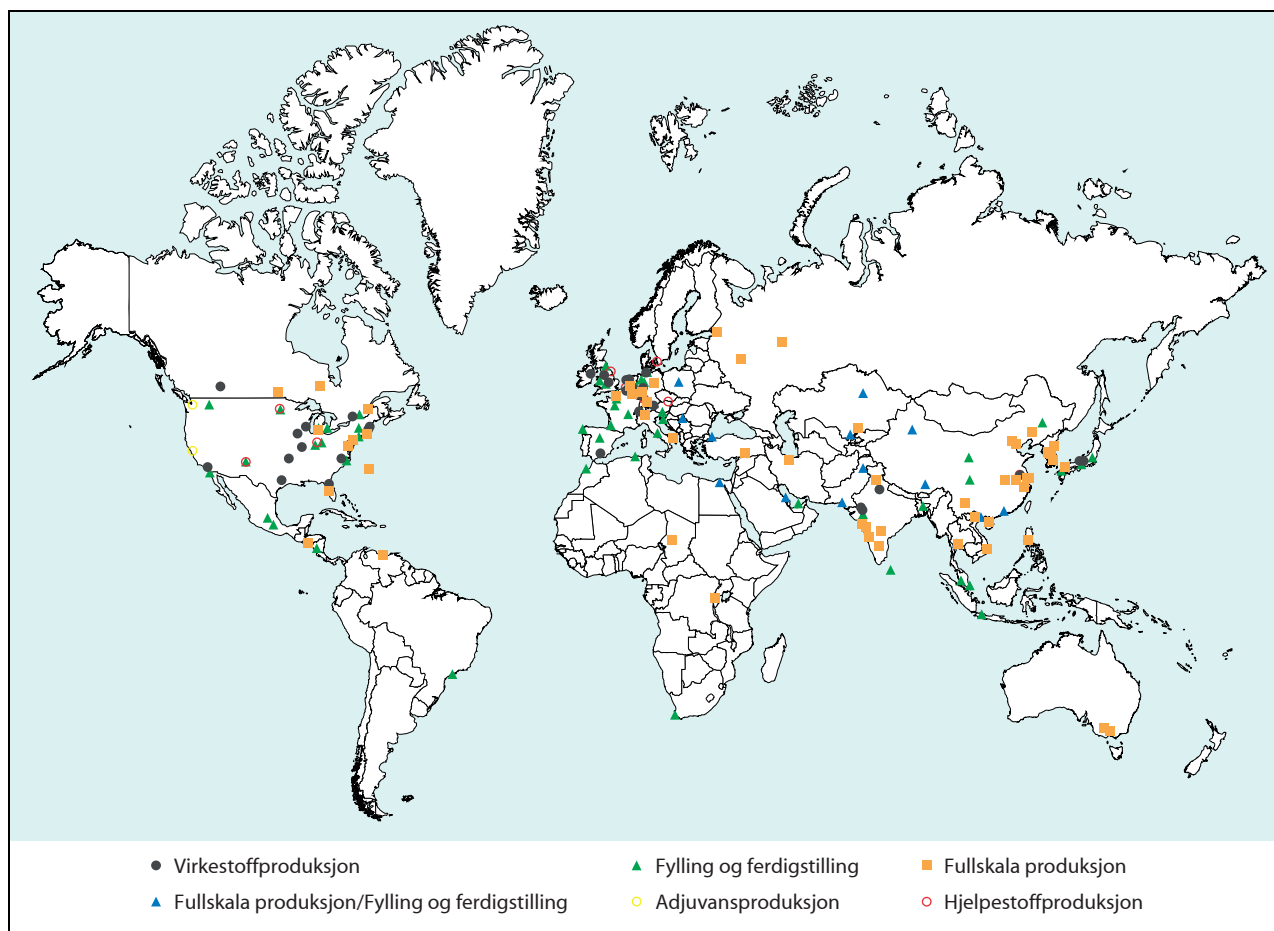 Virkestoffproduksjon
Fylling og ferdigstilling
Fullskala produksjon
Fullskala produksjon/Fylling og ferdigstilling
Adjuvansproduksjon
Hjelpestoffproduksjon